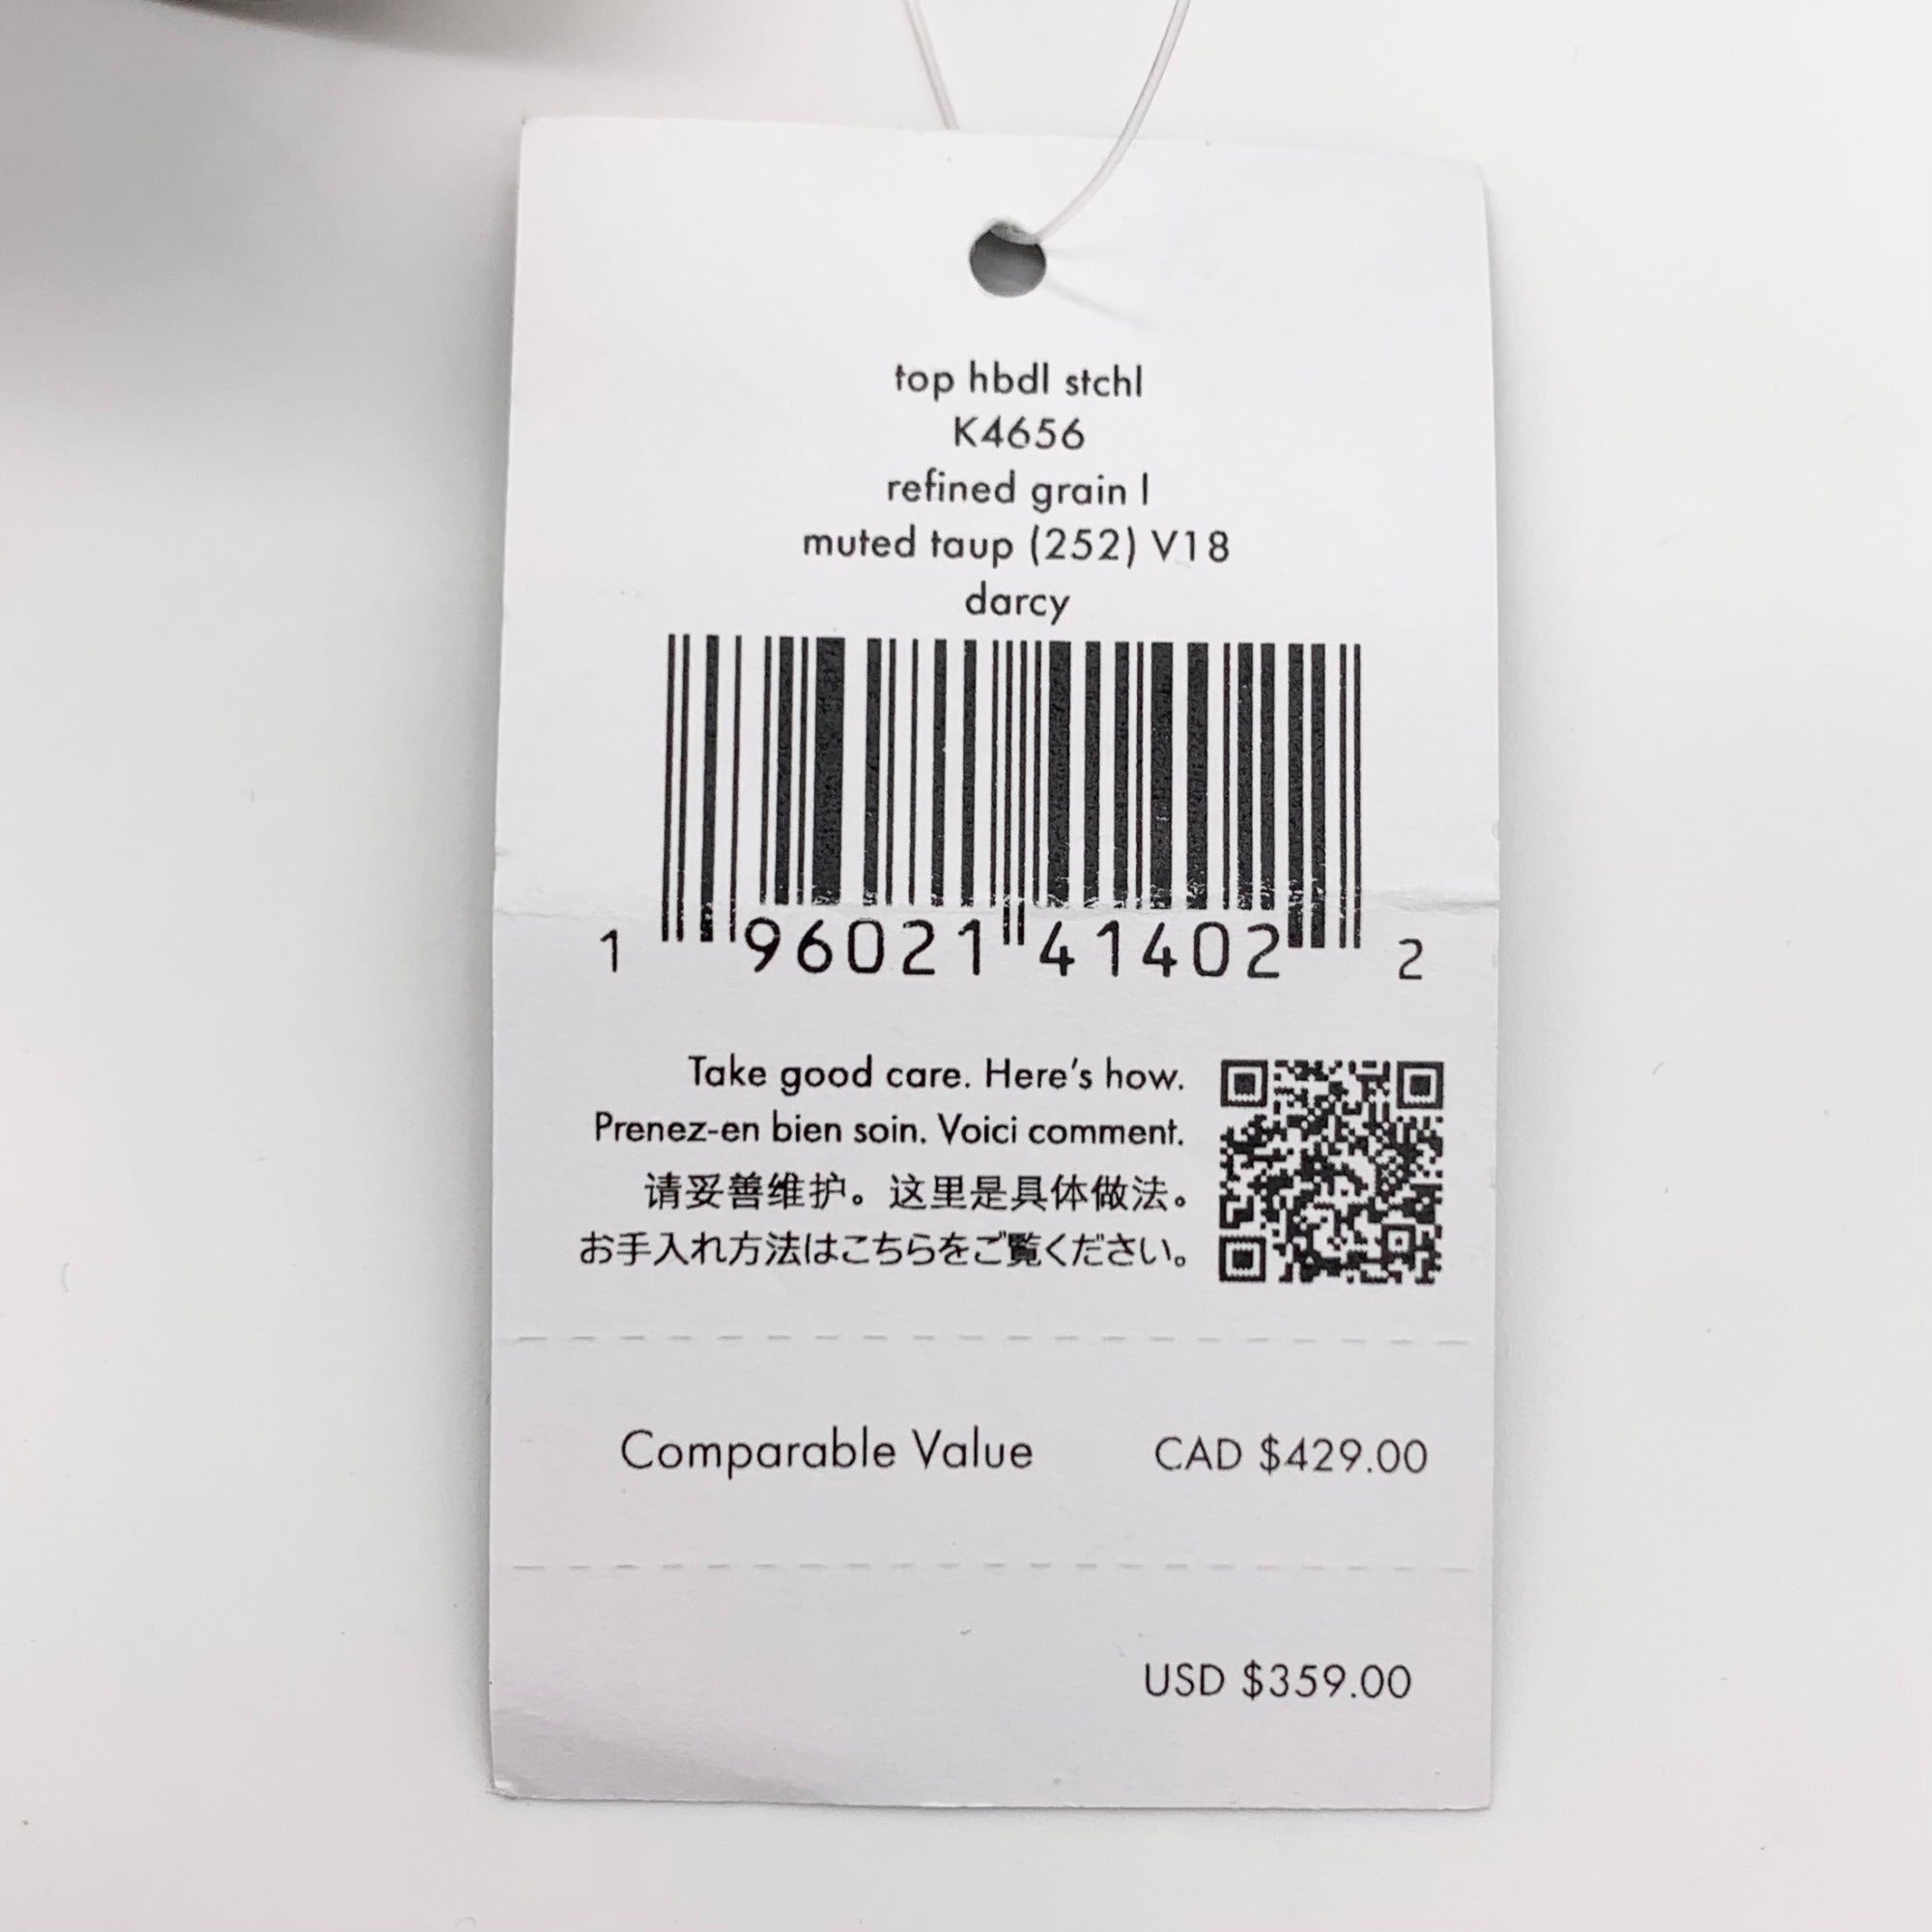 top hbdl stchl
K4656
refined grain l
muted taup (252) V18
darcy
1 96021 41402 2
Take good care. Here's how.
Prenez-en bien soin. Voici comment.
请妥善维护。这里是具体做法。
お手入れ方法はこちらをご覧ください。
Comparable Value CAD $429.00
USD $359.00